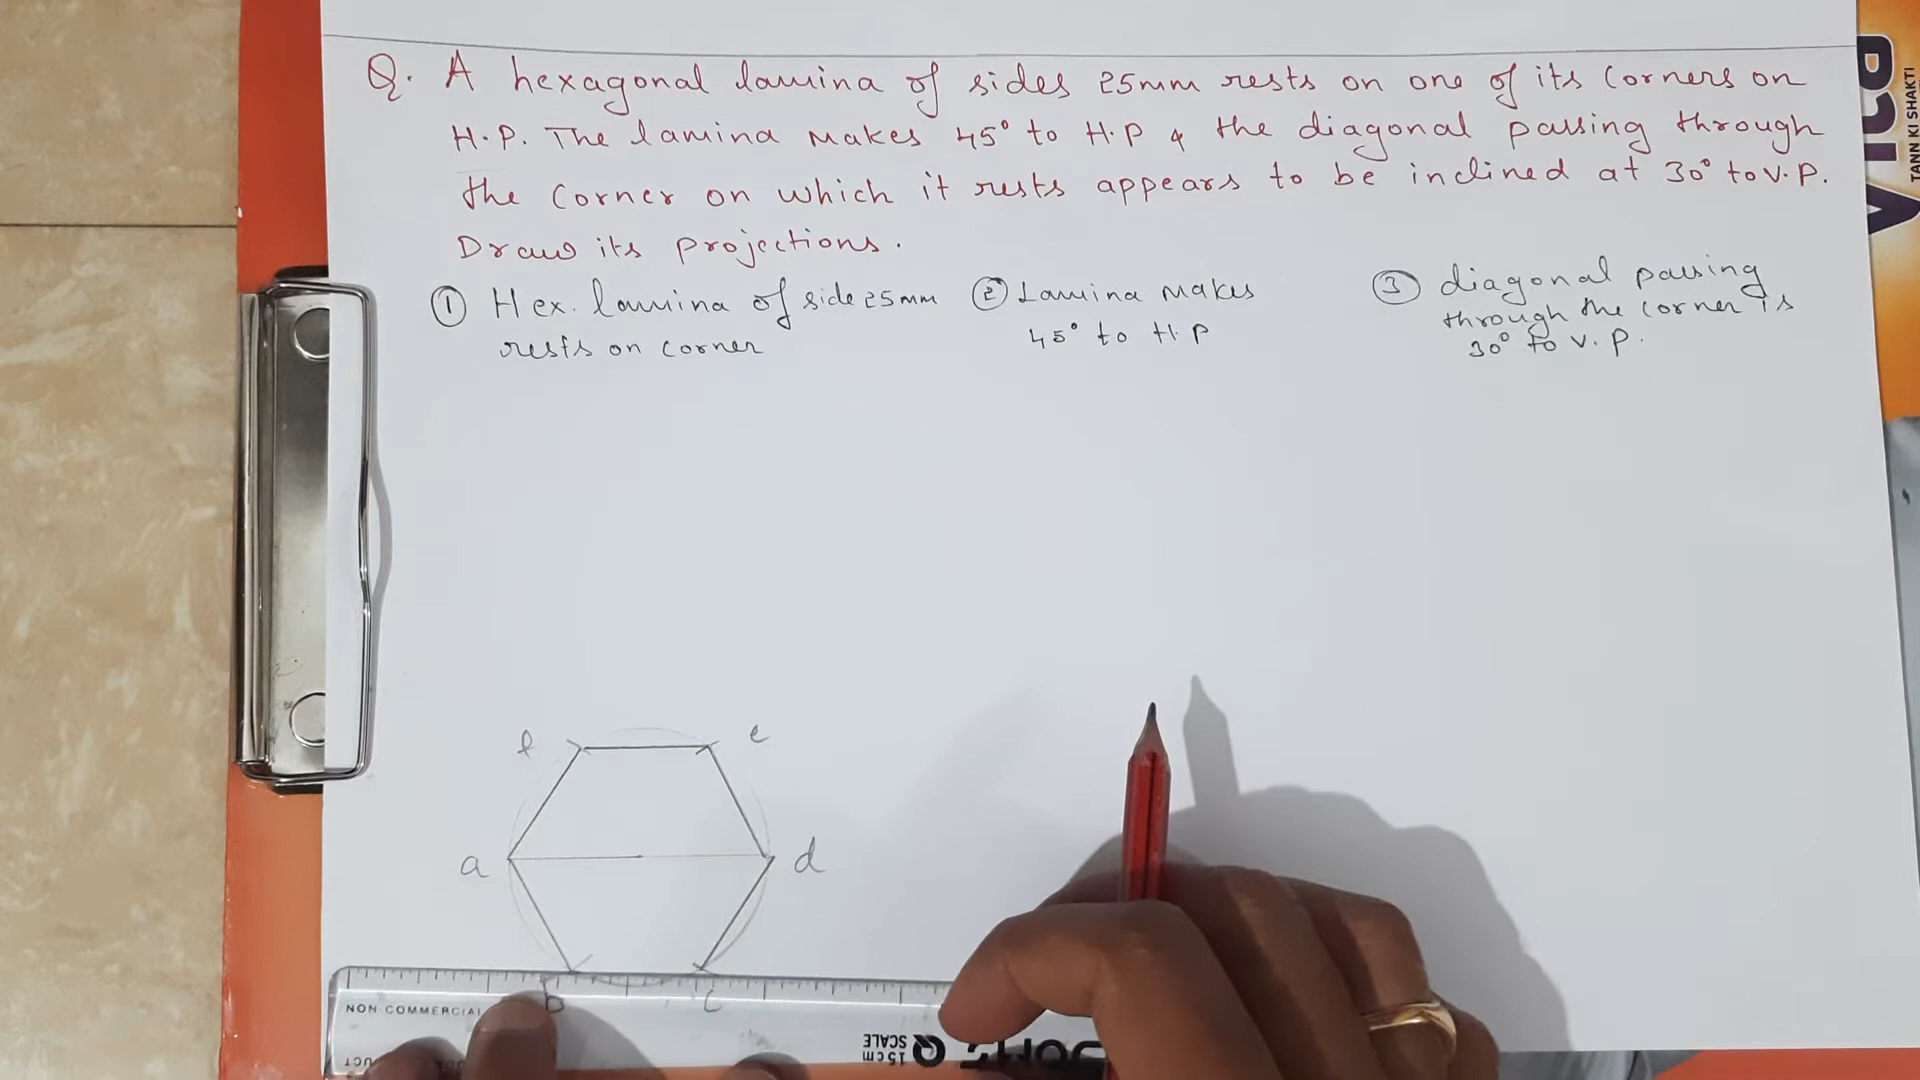 Q. A hexagonal lamina of sides 25mm rests on one of its corners on
H.P. The lamina makes 45° to H.P & the diagonal passing through
the corner on which it rests appears to be inclined at 30° to V.P.
Draw its projections.
① Hex. lamina of side 25mm
rests on corner
② Lamina makes
45° to H.P
③ diagonal passing
through the corner is
30° to V.P.
f e
a d
b c
NON COMMERCIAL
15cm
SCALE
TANN KI SHAKTI